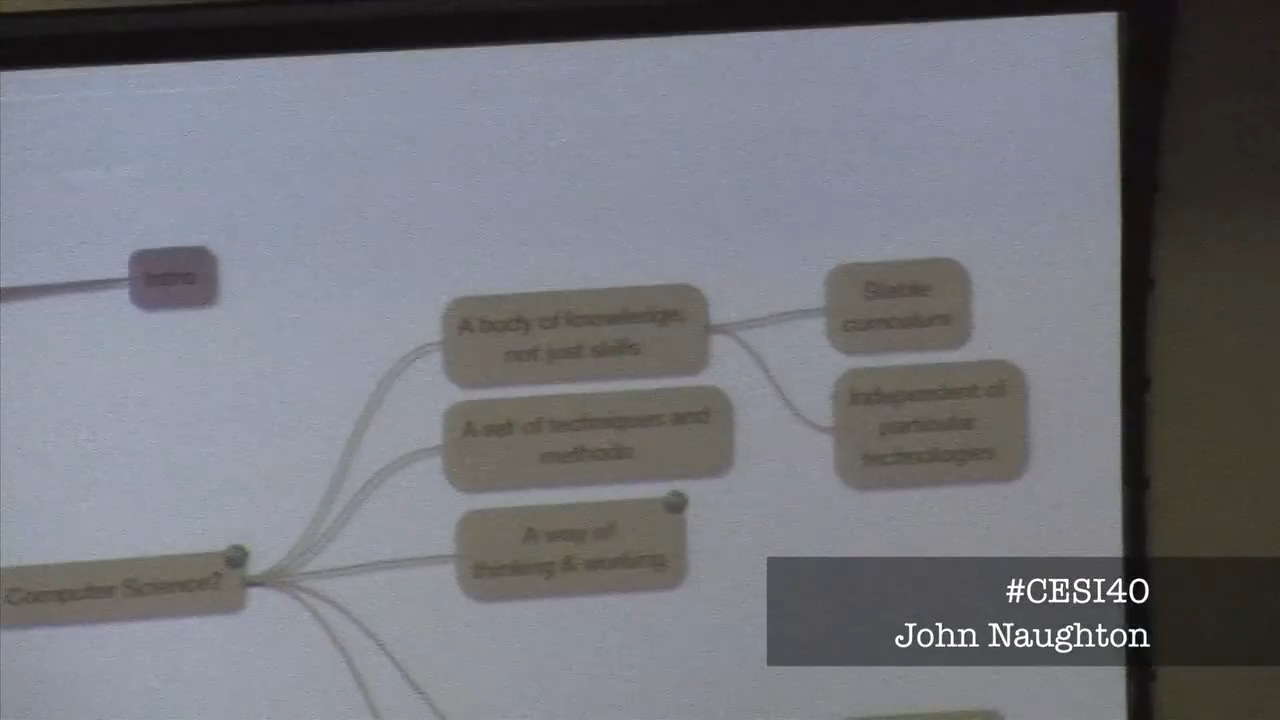 Intro
A body of knowledge,
not just skills
Stable
curriculum
Independent of
particular
technologies
A set of techniques and
methods
A way of
thinking & working
Computer Science?
#CESI40
John Naughton